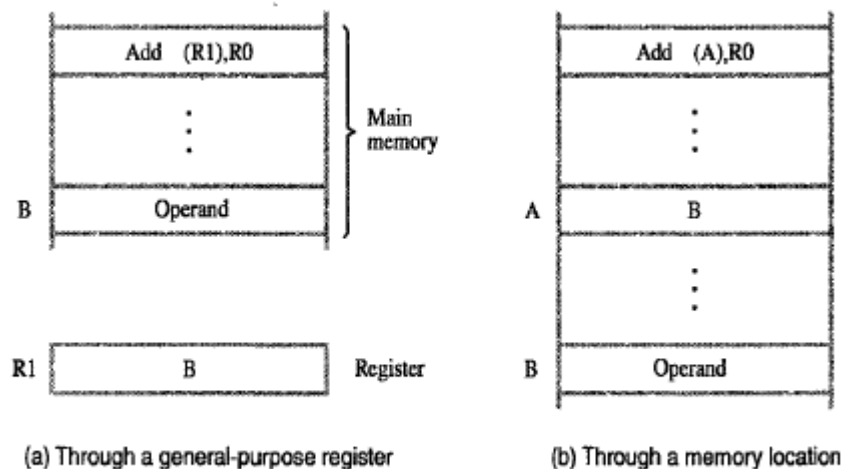 Add (R1),R0
Main
memory
B
Operand
R1
B
Register
(a) Through a general-purpose register
Add (A),R0
A
B
B
Operand
(b) Through a memory location